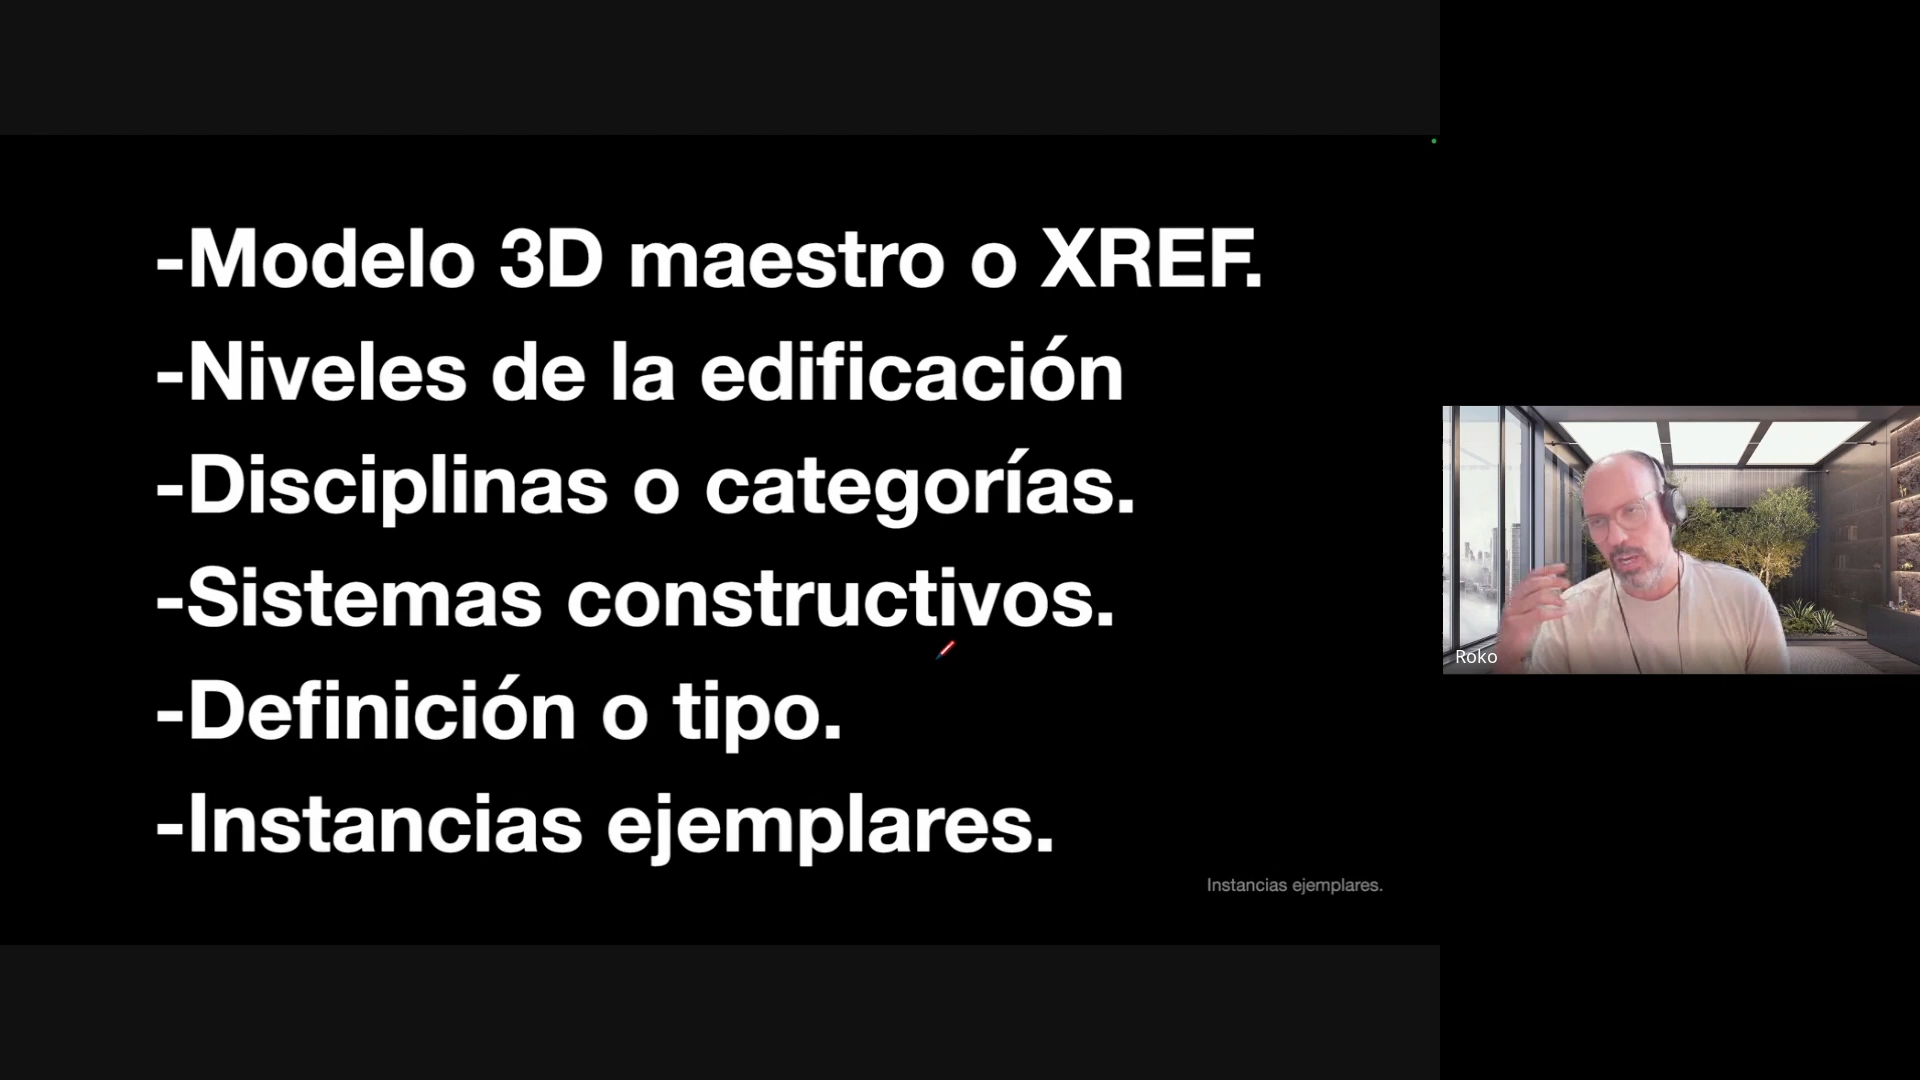 -Modelo 3D maestro o XREF.
-Niveles de la edificación
-Disciplinas o categorías.
-Sistemas constructivos.
-Definición o tipo.
-Instancias ejemplares.
Instancias ejemplares.
Roko